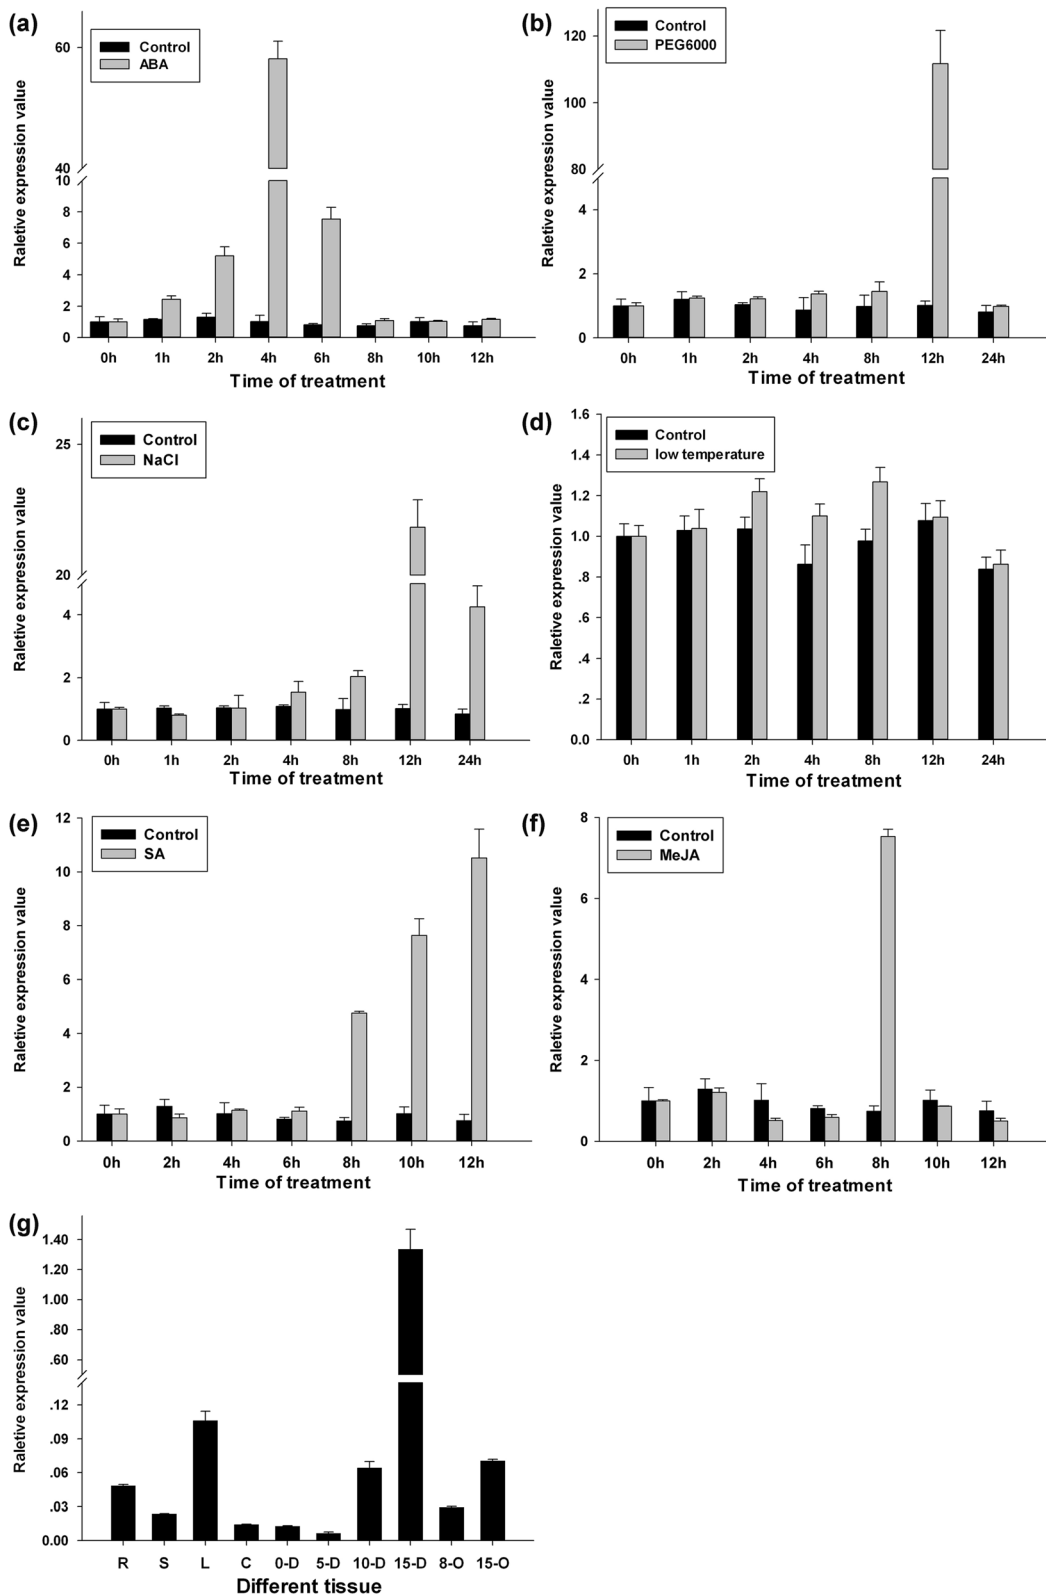 (a)
Control
ABA
Raletive expression value
60
40
10
8
6
4
2
0
0h 1h 2h 4h 6h 8h 10h 12h
Time of treatment
(b)
Control
PEG6000
Raletive expression value
120
100
80
4
2
0
0h 1h 2h 4h 8h 12h 24h
Time of treatment
(c)
Control
NaCl
Raletive expression value
25
20
4
2
0
0h 1h 2h 4h 8h 12h 24h
Time of treatment
(d)
Control
low temperature
Raletive expression value
1.6
1.4
1.2
1.0
.8
.6
.4
.2
0.0
0h 1h 2h 4h 8h 12h 24h
Time of treatment
(e)
Control
SA
Raletive expression value
12
10
8
6
4
2
0
0h 2h 4h 6h 8h 10h 12h
Time of treatment
(f)
Control
MeJA
Raletive expression value
8
6
4
2
0
0h 2h 4h 6h 8h 10h 12h
Time of treatment
(g)
Raletive expression value
1.40
1.20
1.00
.80
.60
.12
.09
.06
.03
0.00
R S L C 0-D 5-D 10-D 15-D 8-O 15-O
Different tissue